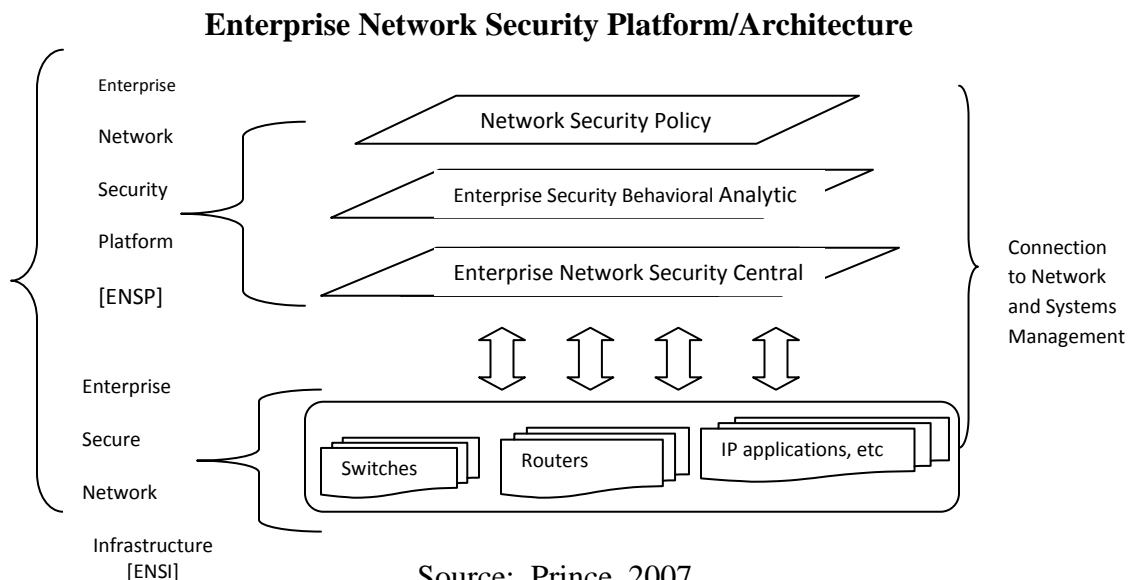 Enterprise Network Security Platform/Architecture
Enterprise
Network
Security
Platform
[ENSP]
Network Security Policy
Enterprise Security Behavioral Analytic
Enterprise Network Security Central
Connection
to Network
and Systems
Management
Enterprise
Secure
Network
Infrastructure
[ENSI]
Switches
Routers
IP applications, etc
Source: Prince, 2007